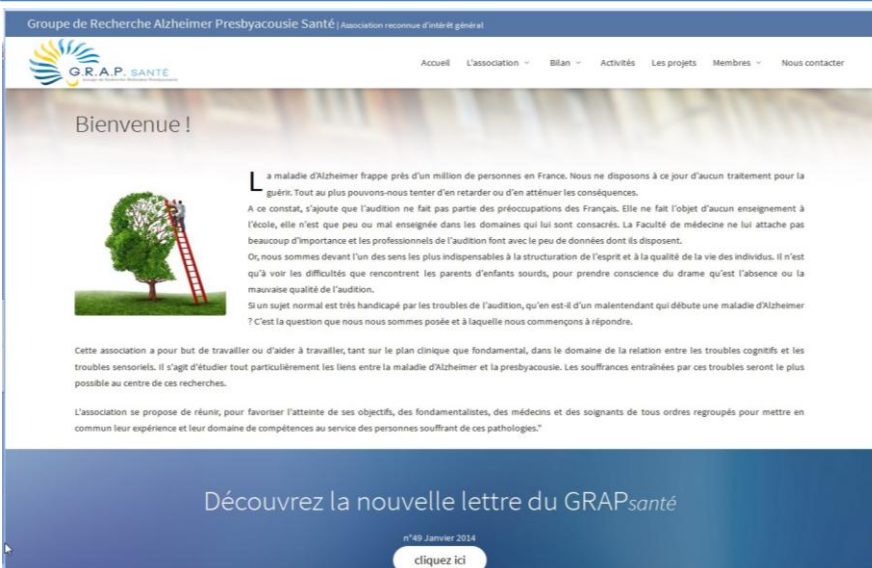 Groupe de Recherche Alzheimer Presbyacousie Santé | Association reconnue d'intérêt général
G.R.A.P. SANTÉ
Groupe de Recherche Alzheimer Presbyacousie
Accueil L'association Bilan Activités Les projets Membres Nous contacter
Bienvenue !
La maladie d'Alzheimer frappe près d'un million de personnes en France. Nous ne disposons à ce jour d'aucun traitement pour la
guérir. Tout au plus pouvons-nous tenter d'en retarder ou d'en atténuer les conséquences.
A ce constat, s'ajoute que l'audition ne fait pas partie des préoccupations des Français. Elle ne fait l'objet d'aucun enseignement à
l'école, elle n'est que peu ou mal enseignée dans les domaines qui lui sont consacrés. La Faculté de médecine ne lui attache pas
beaucoup d'importance et les professionnels de l'audition font avec le peu de données dont ils disposent.
Or, nous sommes devant l'un des sens les plus indispensables à la structuration de l'esprit et à la qualité de la vie des individus. Il n'est
qu'à voir les difficultés que rencontrent les parents d'enfants sourds, pour prendre conscience du drame qu'est l'absence ou la
mauvaise qualité de l'audition.
Si un sujet normal est très handicapé par les troubles de l'audition, qu'en est-il d'un malentendant qui débute une maladie d'Alzheimer
? C'est la question que nous nous sommes posée et à laquelle nous commençons à répondre.
Cette association a pour but de travailler ou d'aider à travailler, tant sur le plan clinique que fondamental, dans le domaine de la relation entre les troubles cognitifs et les
troubles sensoriels. Il s'agit d'étudier tout particulièrement les liens entre la maladie d'Alzheimer et la presbyacousie. Les souffrances entraînées par ces troubles seront le plus
possible au centre de ces recherches.
L'association se propose de réunir, pour favoriser l'atteinte de ses objectifs, des fondamentalistes, des médecins et des soignants de tous ordres regroupés pour mettre en
commun leur expérience et leur domaine de compétences au service des personnes souffrant de ces pathologies."
Découvrez la nouvelle lettre du GRAPsanté
n°49 Janvier 2014
cliquez ici